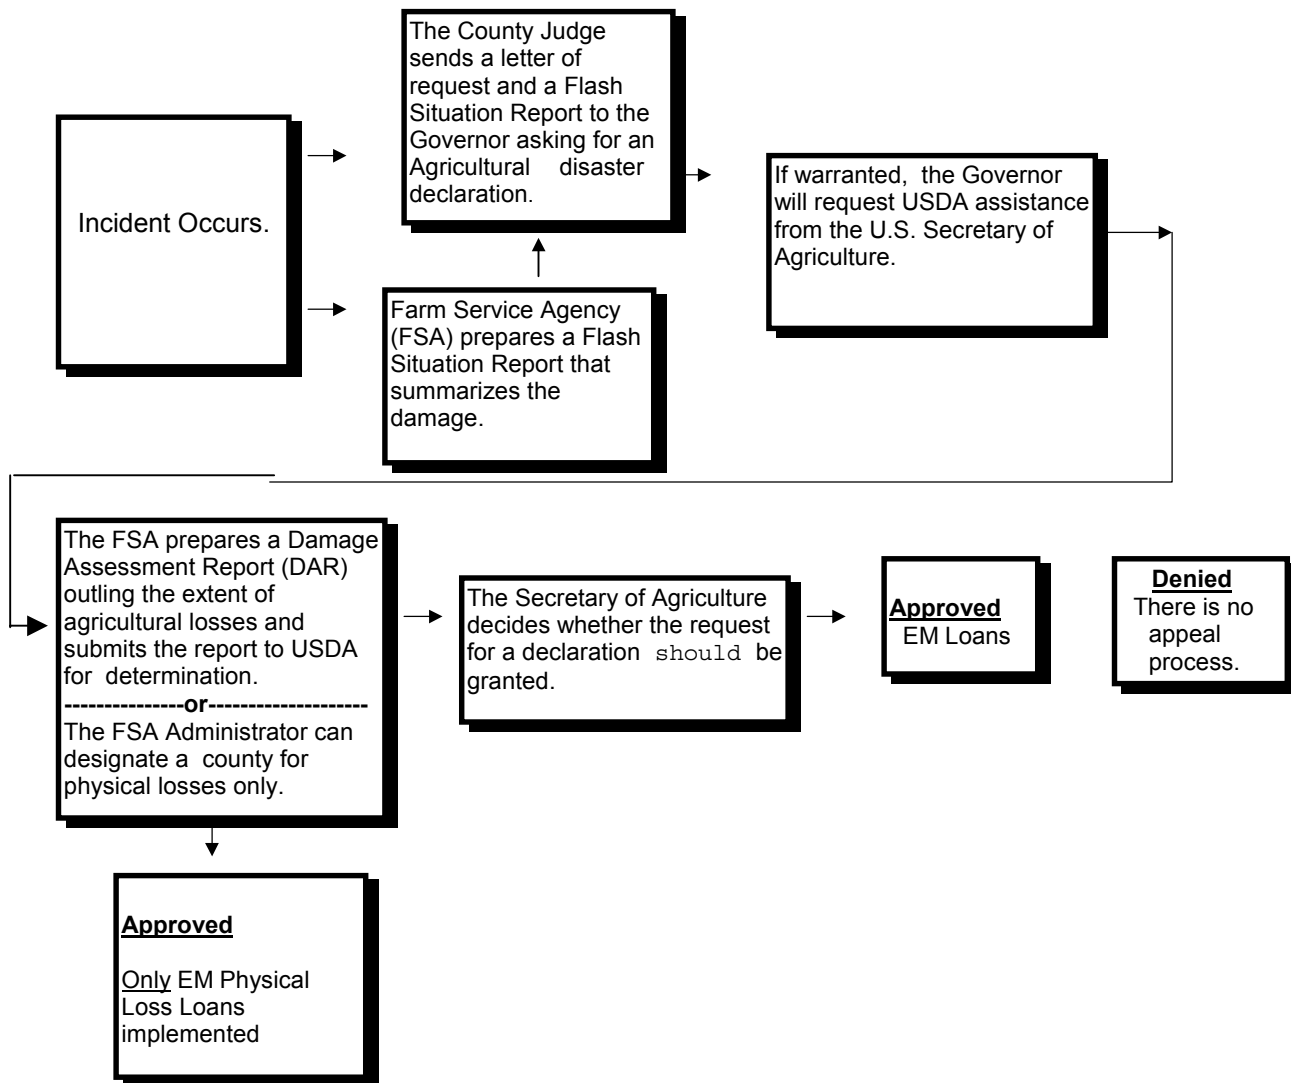 Incident Occurs.
The County Judge
sends a letter of
request and a Flash
Situation Report to the
Governor asking for an
Agricultural disaster
declaration.
Farm Service Agency
(FSA) prepares a Flash
Situation Report that
summarizes the
damage.
If warranted, the Governor
will request USDA assistance
from the U.S. Secretary of
Agriculture.
The FSA prepares a Damage
Assessment Report (DAR)
outling the extent of
agricultural losses and
submits the report to USDA
for determination.
---------------or--------------------
The FSA Administrator can
designate a county for
physical losses only.
The Secretary of Agriculture
decides whether the request
for a declaration should be
granted.
Approved
EM Loans
Denied
There is no
appeal
process.
Approved
Only EM Physical
Loss Loans
implemented